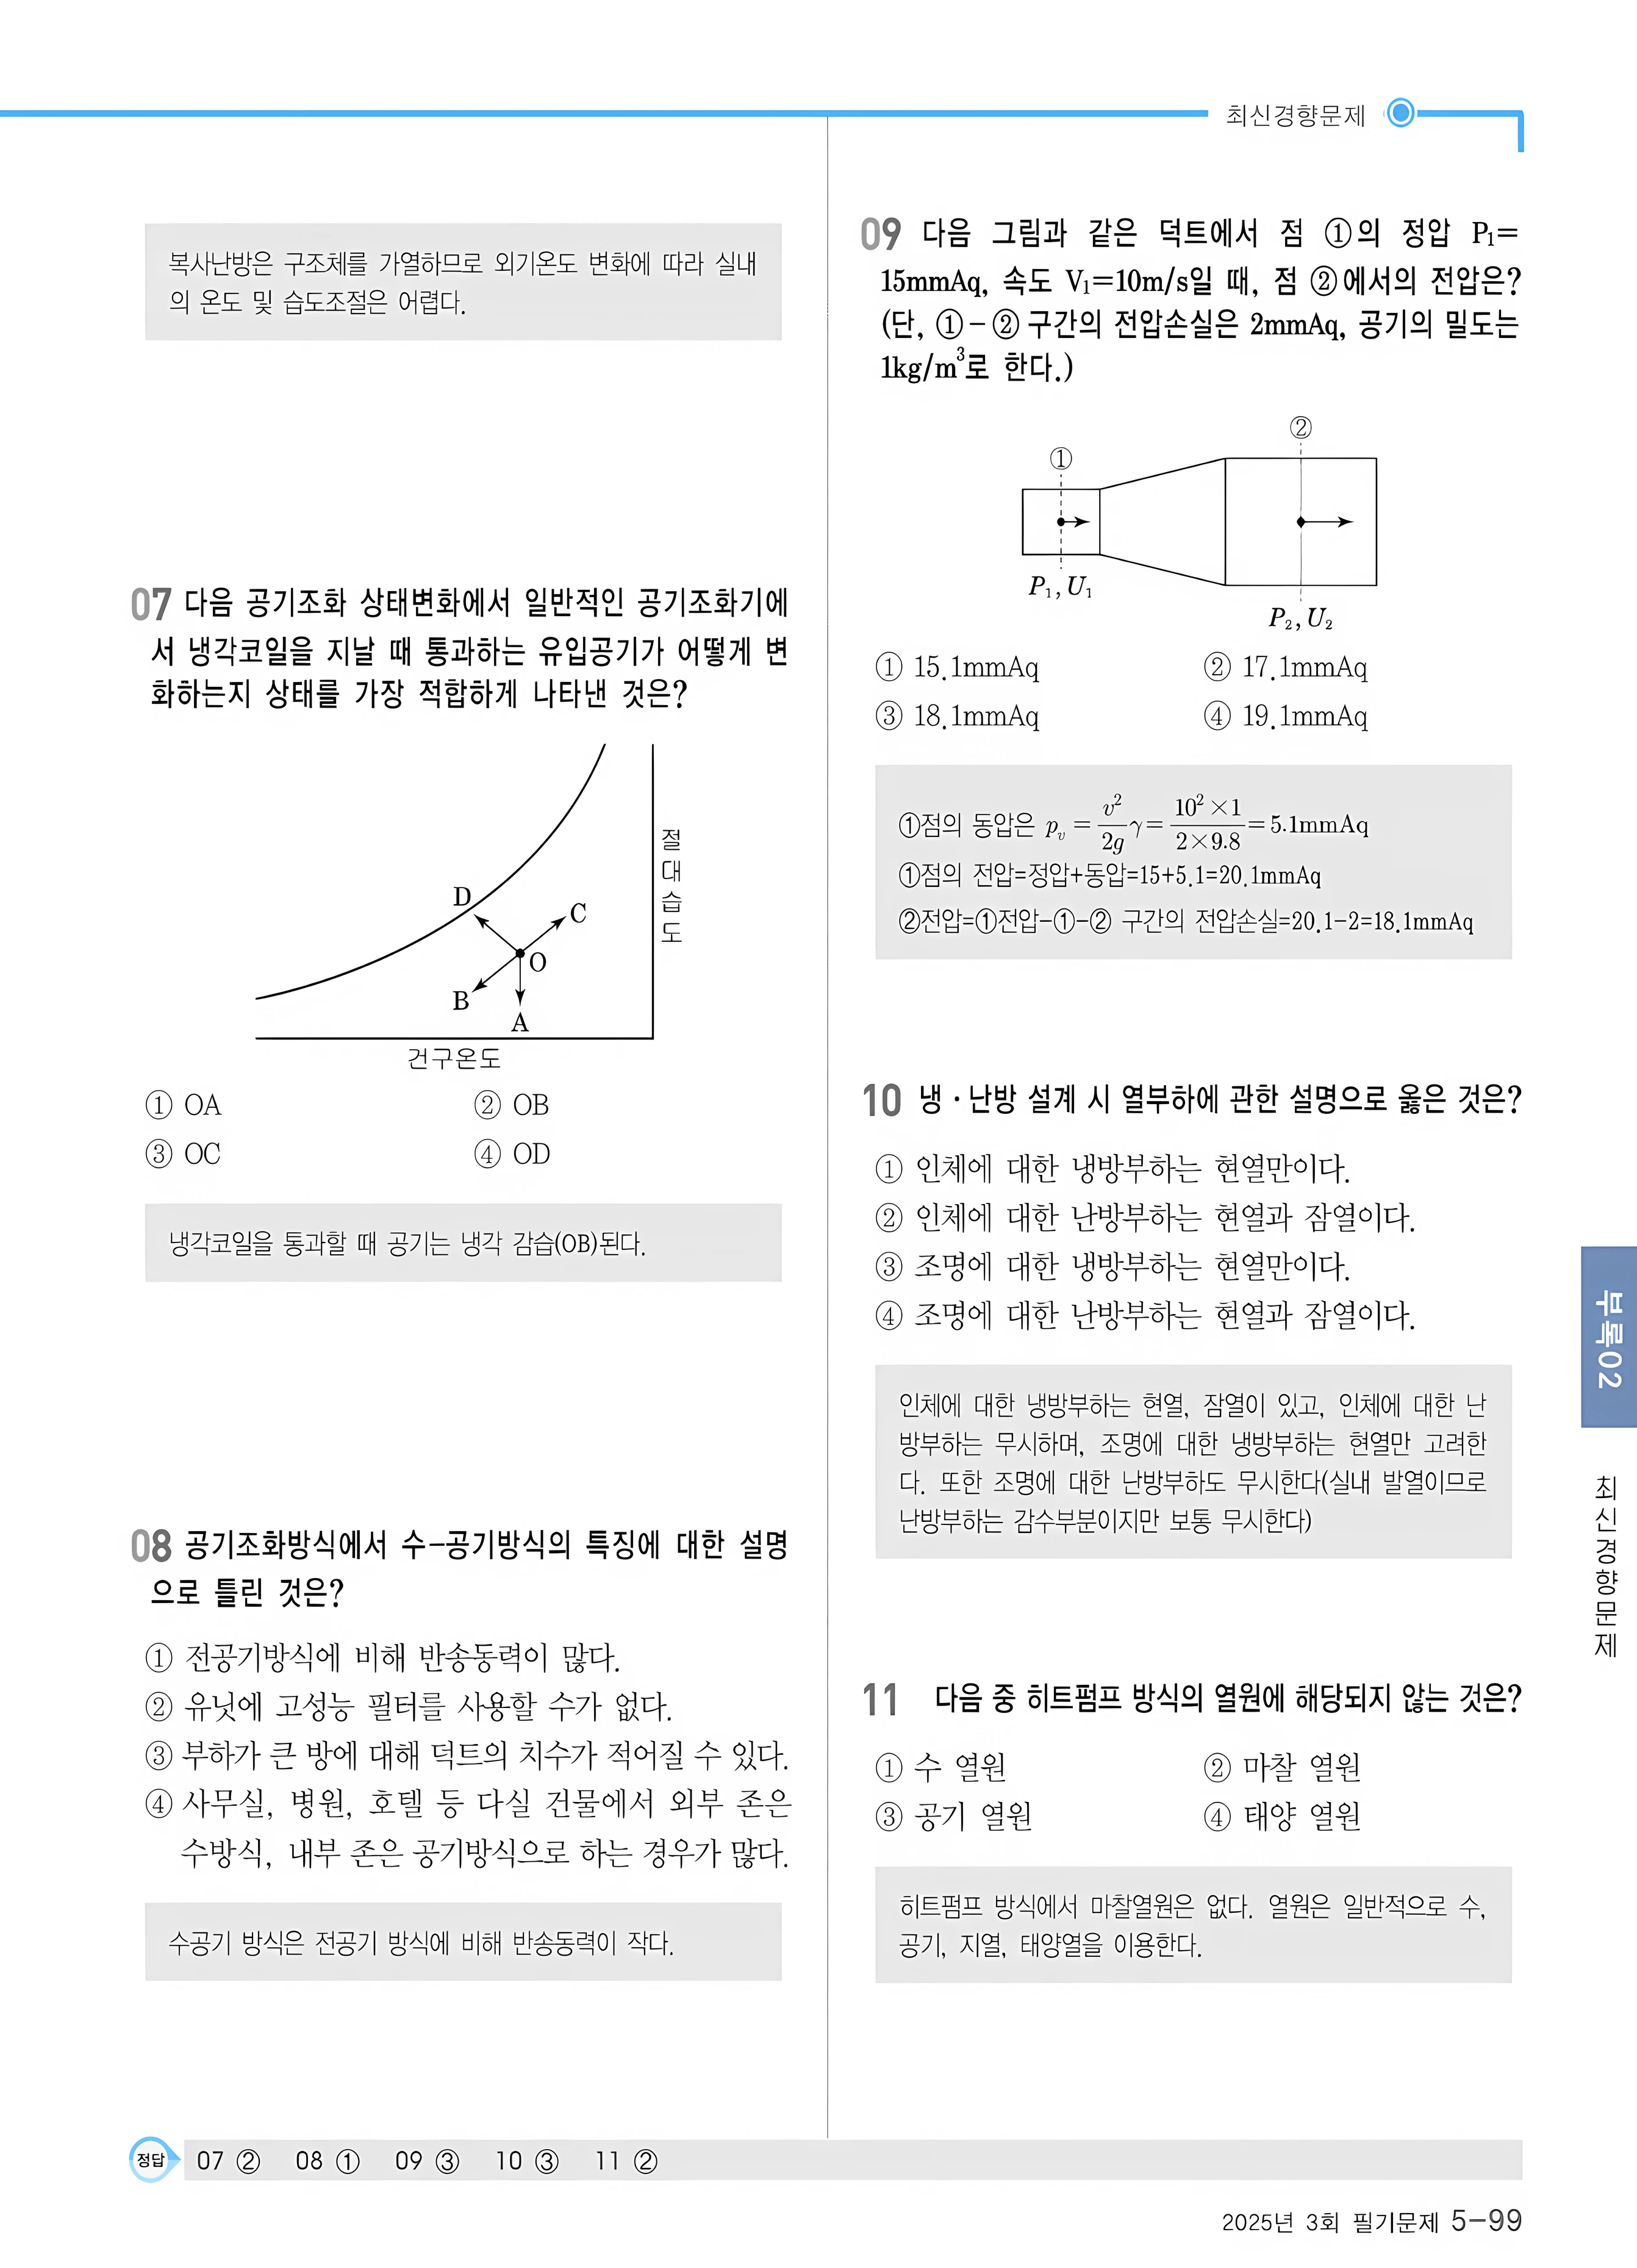 최신경향문제
복사난방은 구조체를 가열하므로 외기온도 변화에 따라 실내
의 온도 및 습도조절은 어렵다.
07 다음 공기조화 상태변화에서 일반적인 공기조화기에
서 냉각코일을 지날 때 통과하는 유입공기가 어떻게 변
화하는지 상태를 가장 적합하게 나타낸 것은?
D
C
O
B
A
절대습도
건구온도
① OA ② OB
③ OC ④ OD
냉각코일을 통과할 때 공기는 냉각 감습(OB)된다.
08 공기조화방식에서 수-공기방식의 특징에 대한 설명
으로 틀린 것은?
① 전공기방식에 비해 반송동력이 많다.
② 유닛에 고성능 필터를 사용할 수가 없다.
③ 부하가 큰 방에 대해 덕트의 치수가 적어질 수 있다.
④ 사무실, 병원, 호텔 등 다실 건물에서 외부 존은
수방식, 내부 존은 공기방식으로 하는 경우가 많다.
수공기 방식은 전공기 방식에 비해 반송동력이 작다.
09 다음 그림과 같은 덕트에서 점 ①의 정압 P₁=
15mmAq, 속도 V₁=10m/s일 때, 점 ②에서의 전압은?
(단, ①-② 구간의 전압손실은 2mmAq, 공기의 밀도는
1kg/m³로 한다.)
①
②
P₁, U₁
P₂, U₂
① 15.1mmAq ② 17.1mmAq
③ 18.1mmAq ④ 19.1mmAq
①점의 동압은 pᵥ = v²/2g γ = 10²×1/2×9.8 = 5.1mmAq
①점의 전압=정압+동압=15+5.1=20.1mmAq
②전압=①전압-①-② 구간의 전압손실=20.1-2=18.1mmAq
10 냉·난방 설계 시 열부하에 관한 설명으로 옳은 것은?
① 인체에 대한 냉방부하는 현열만이다.
② 인체에 대한 난방부하는 현열과 잠열이다.
③ 조명에 대한 냉방부하는 현열만이다.
④ 조명에 대한 난방부하는 현열과 잠열이다.
인체에 대한 냉방부하는 현열, 잠열이 있고, 인체에 대한 난
방부하는 무시하며, 조명에 대한 냉방부하는 현열만 고려한
다. 또한 조명에 대한 난방부하도 무시한다(실내 발열이므로
난방부하는 감수부분이지만 보통 무시한다)
11 다음 중 히트펌프 방식의 열원에 해당되지 않는 것은?
① 수 열원 ② 마찰 열원
③ 공기 열원 ④ 태양 열원
히트펌프 방식에서 마찰열원은 없다. 열원은 일반적으로 수,
공기, 지열, 태양열을 이용한다.
부록02
최신경향문제
정답 07 ② 08 ① 09 ③ 10 ③ 11 ②
2025년 3회 필기문제 5-99